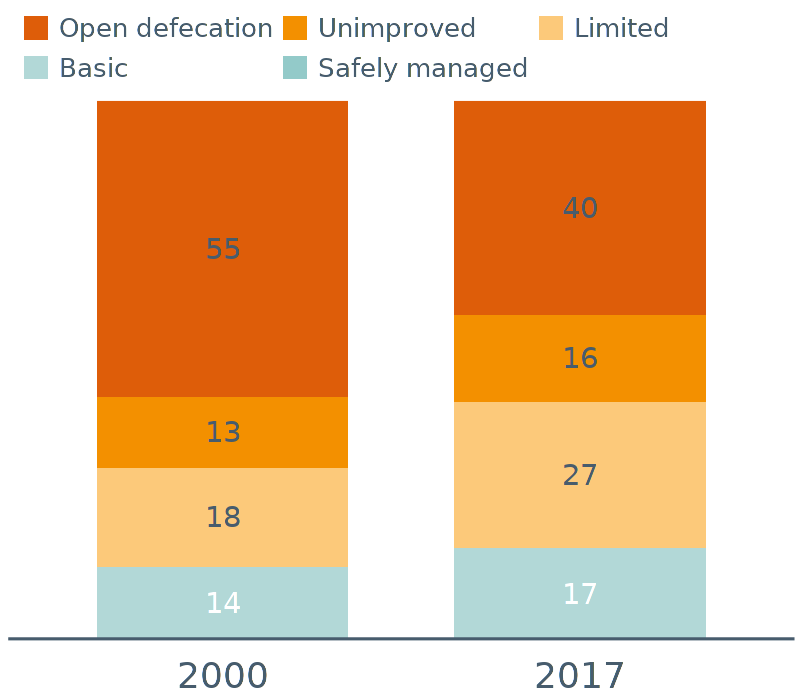 Open defecation Unimproved Limited
Basic Safely managed
55 40
13 16
18 27
14 17
2000 2017